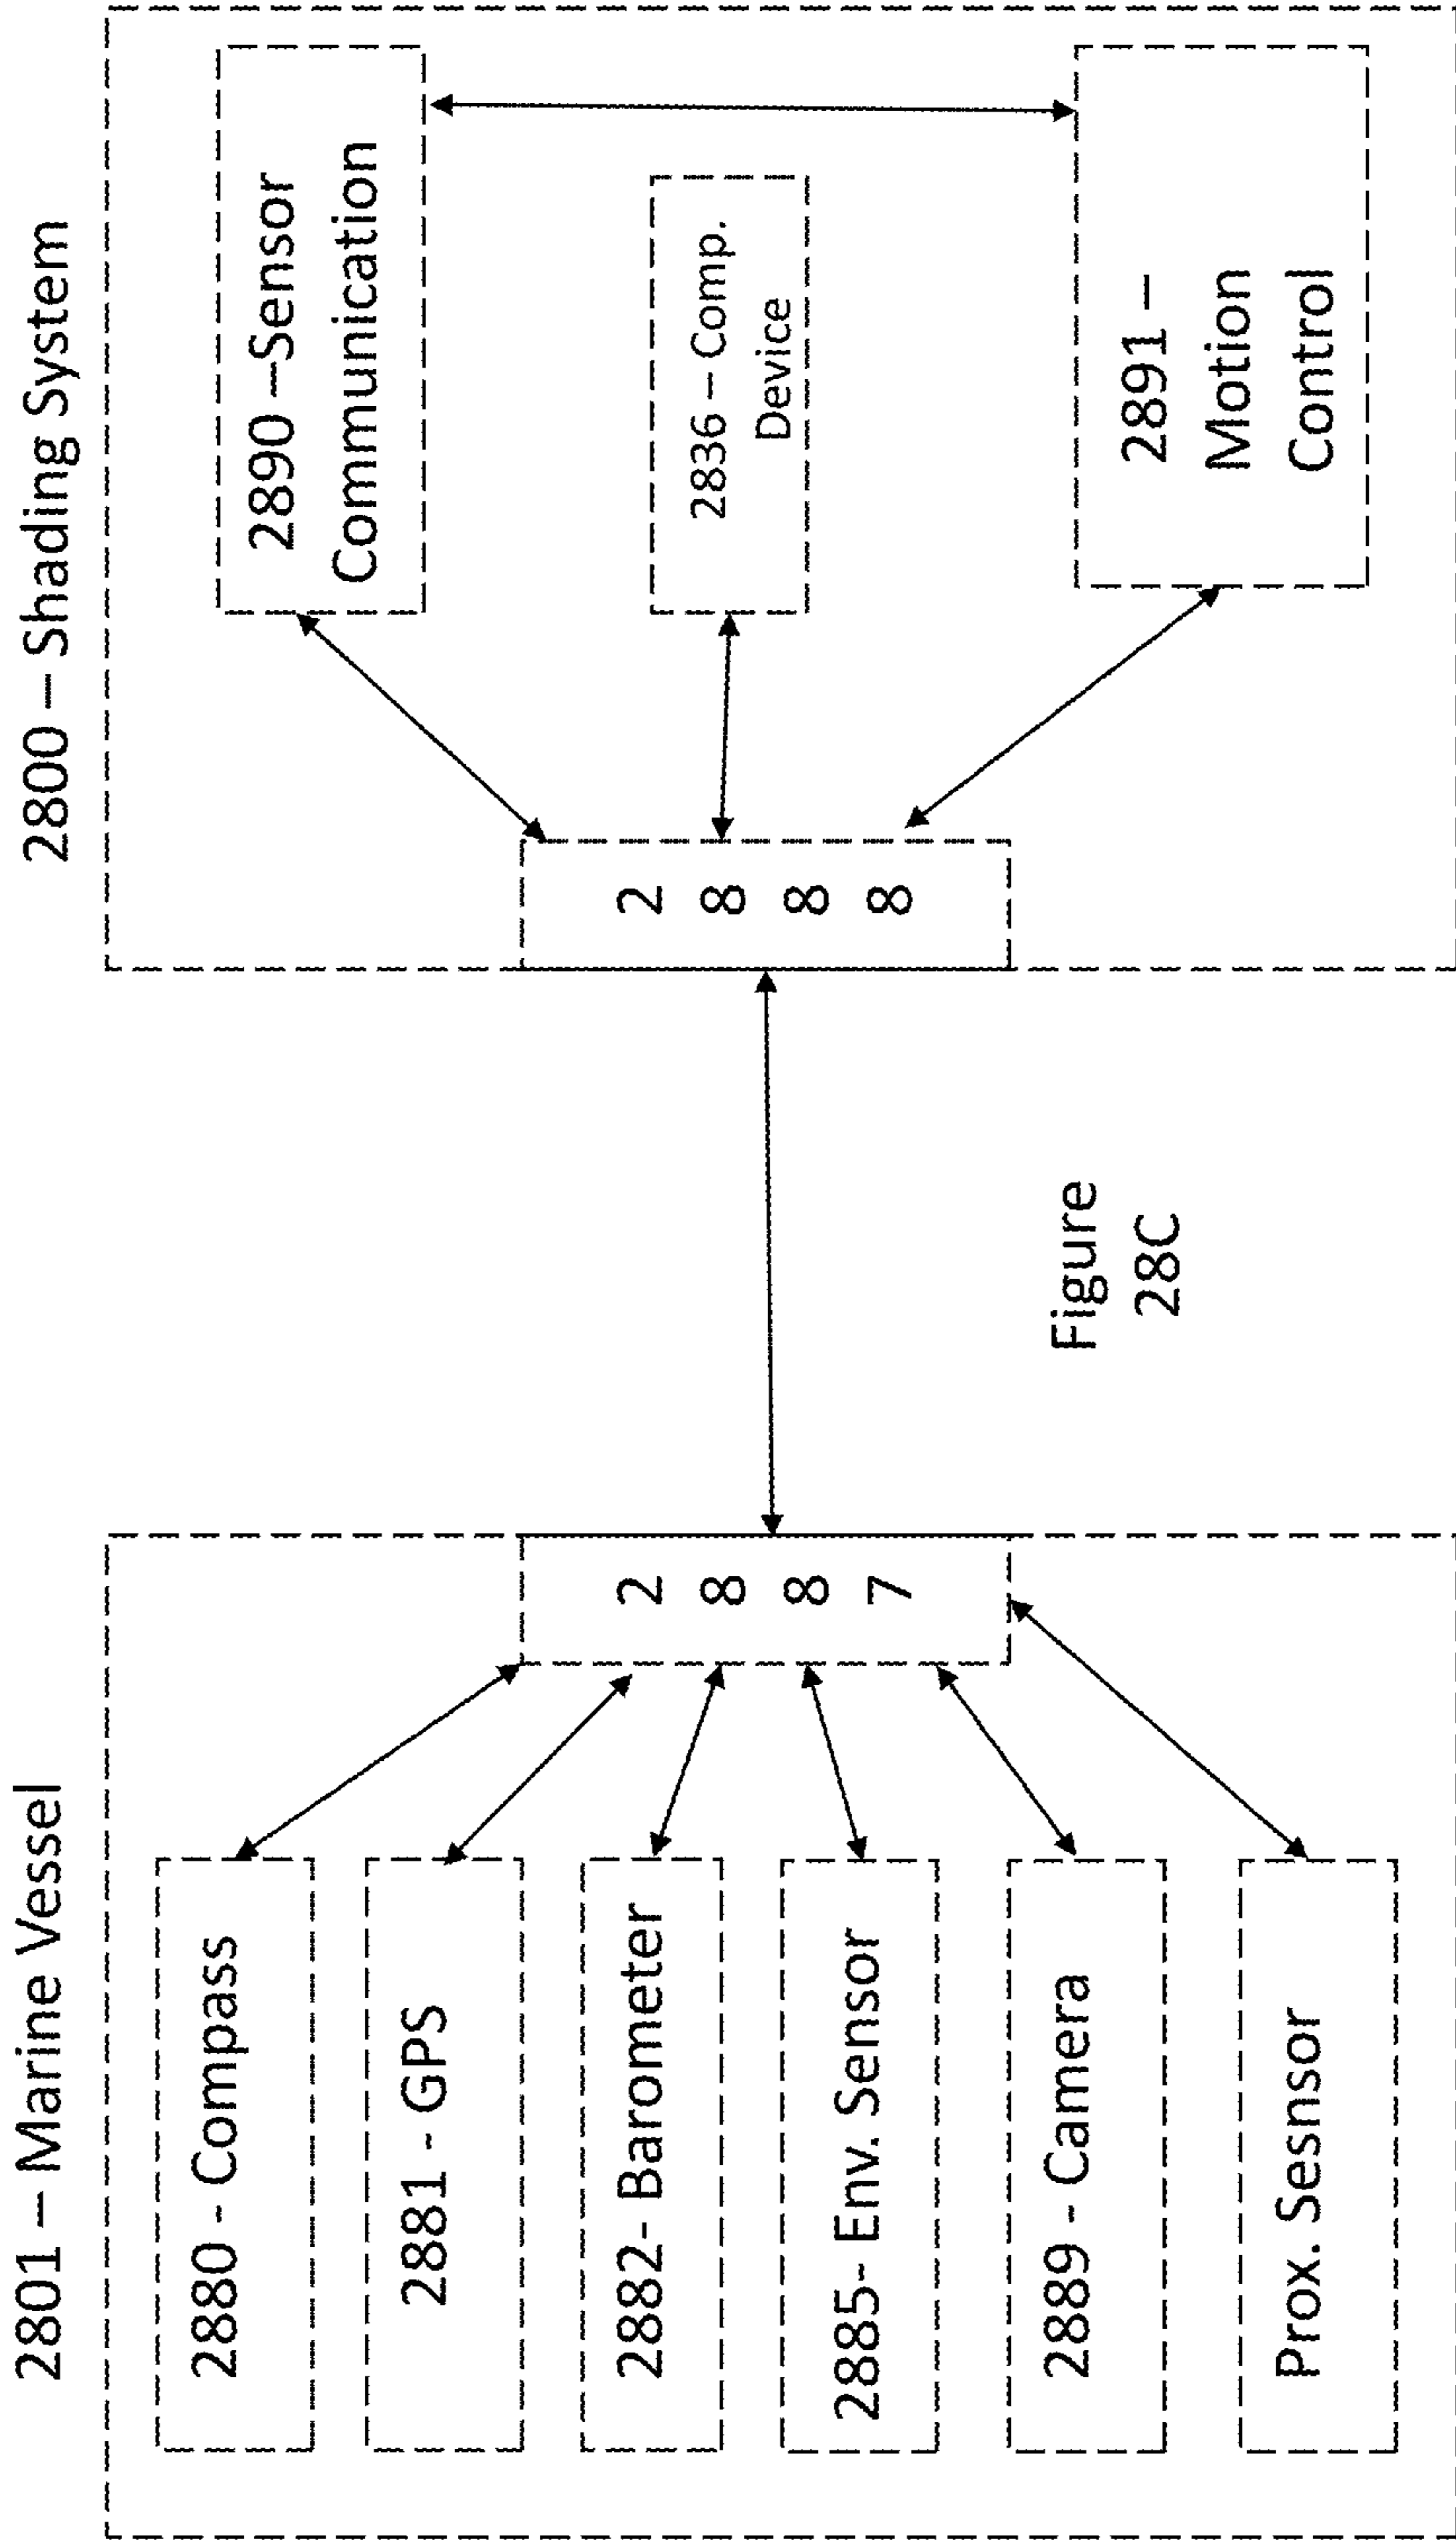 2801 – Marine Vessel
2880 - Compass
2881 - GPS
2882- Barometer
2885- Env. Sensor
2889 - Camera
Prox. Sesnsor
2
8
8
7
Figure
28C
2800 – Shading System
2
8
8
8
2890 –Sensor
Communication
2836 – Comp.
Device
2891 –
Motion
Control